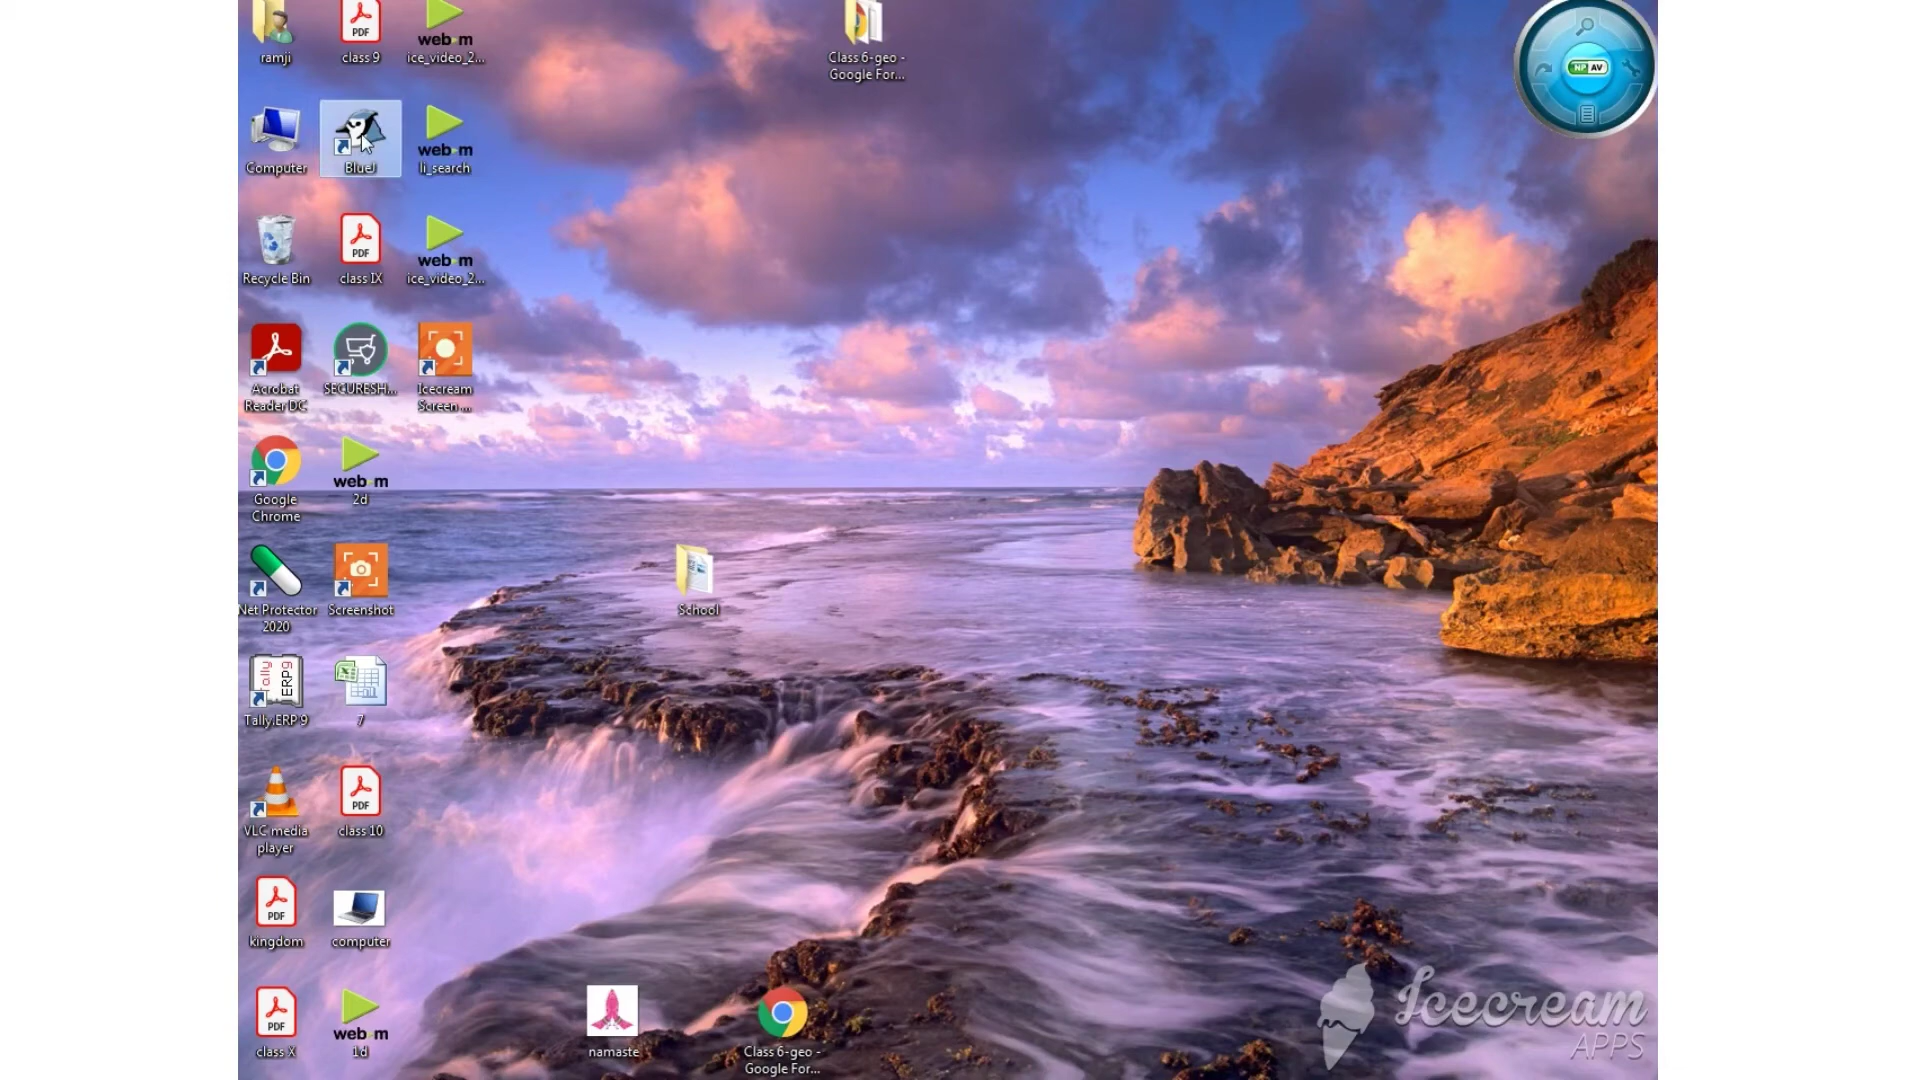 ramji
PDF
class 9
webm
ice_video_2...
Class 6-geo -
Google For...
NP AV
Computer
BlueJ
webm
li_search
Recycle Bin
PDF
class IX
webm
ice_video_2...
Acrobat
Reader DC
SECURESH...
Icecream
Screen ...
Google
Chrome
webm
2d
Net Protector
2020
Screenshot
School
Tally
ERP9
Tally.ERP 9
7
VLC media
player
PDF
class 10
PDF
kingdom
computer
PDF
class X
webm
1d
namaste
Class 6-geo -
Google For...
Icecream
APPS